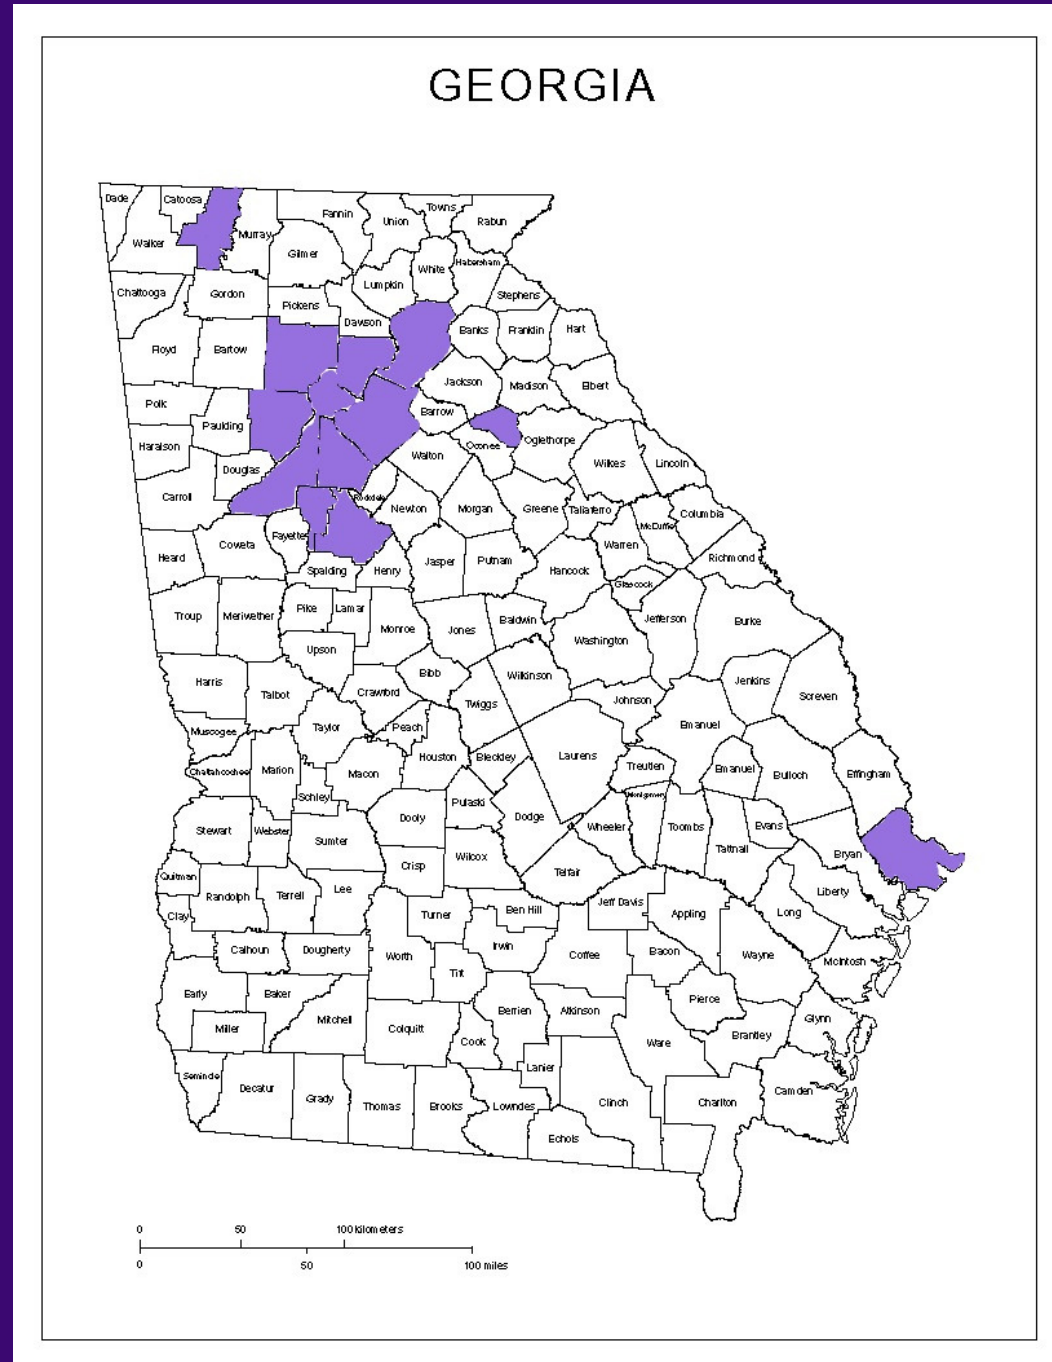 GEORGIA
Dade
Catoosa
Fannin
Union
Towns
Rabun
Walker
Murray
Gilmer
White
Habersham
Lumpkin
Chattooga
Gordon
Pickens
Stephens
Dawson
Floyd
Bartow
Banks
Franklin
Hart
Polk
Jackson
Madison
Elbert
Paulding
Barrow
Haralson
Oconee
Oglethorpe
Douglas
Walton
Wilkes
Lincoln
Carroll
Rockdale
Newton
Morgan
Greene
Taliaferro
Columbia
McDuffie
Heard
Coweta
Fayette
Warren
Richmond
Spalding
Henry
Jasper
Putnam
Hancock
Glascock
Troup
Meriwether
Pike
Lamar
Monroe
Jones
Baldwin
Washington
Jefferson
Burke
Upson
Harris
Talbot
Crawford
Bibb
Twiggs
Wilkinson
Johnson
Jenkins
Screven
Muscogee
Taylor
Peach
Emanuel
Chattahoochee
Marion
Macon
Houston
Bleckley
Laurens
Treutlen
Emanuel
Bulloch
Effingham
Schley
Pulaski
Montgomery
Stewart
Webster
Sumter
Dooly
Dodge
Wheeler
Toombs
Evans
Tattnall
Bryan
Quitman
Crisp
Wilcox
Telfair
Randolph
Terrell
Lee
Liberty
Clay
Turner
Ben Hill
Jeff Davis
Appling
Long
Calhoun
Dougherty
Worth
Irwin
Coffee
Bacon
Wayne
McIntosh
Tift
Early
Baker
Mitchell
Berrien
Atkinson
Pierce
Glynn
Miller
Colquitt
Cook
Ware
Brantley
Seminole
Decatur
Grady
Thomas
Brooks
Lanier
Lowndes
Clinch
Charlton
Camden
Echols
0 50 100 kilometers
0 50 100 miles